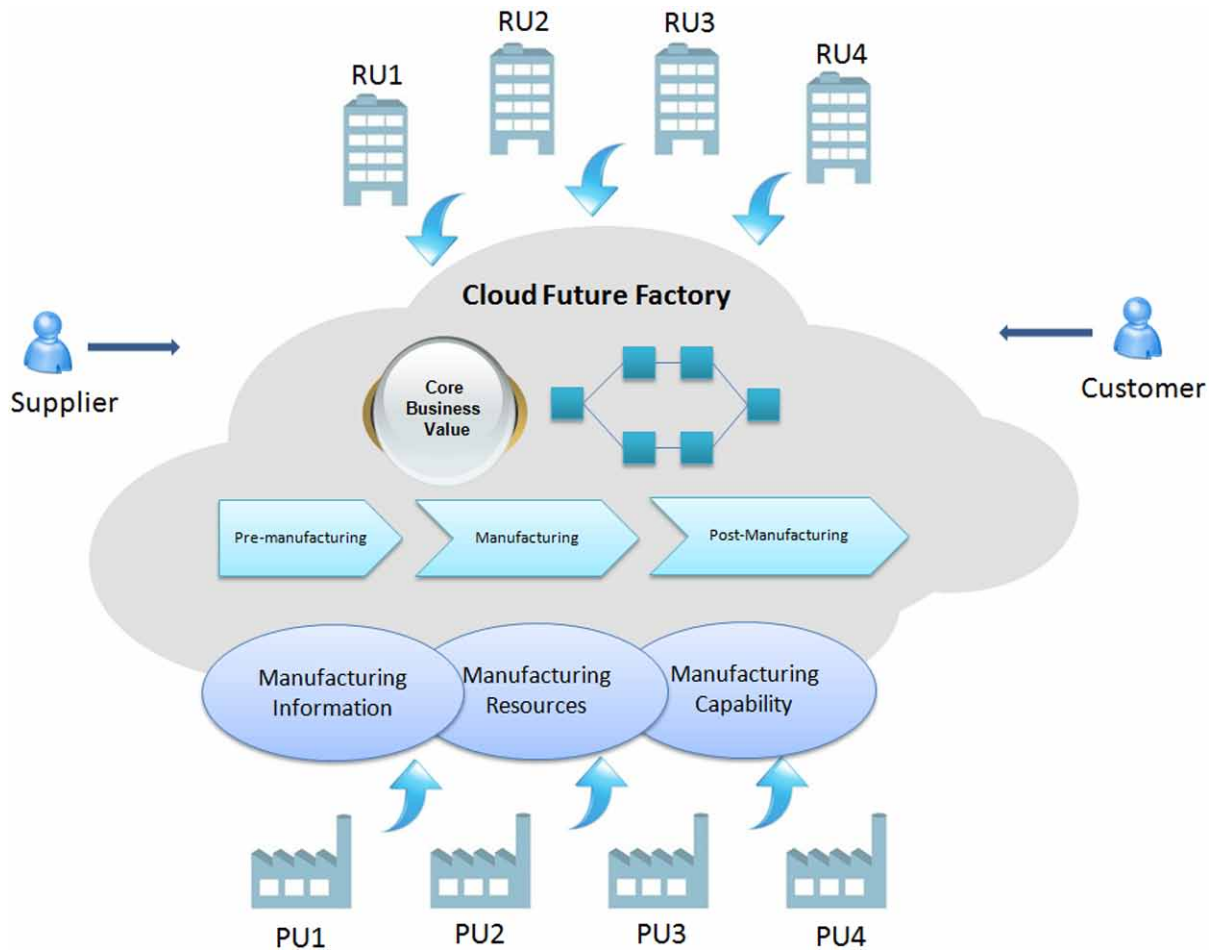 RU1
RU2
RU3
RU4
Cloud Future Factory
Supplier
Customer
Core
Business
Value
Pre-manufacturing
Manufacturing
Post-Manufacturing
Manufacturing
Information
Manufacturing
Resources
Manufacturing
Capability
PU1
PU2
PU3
PU4